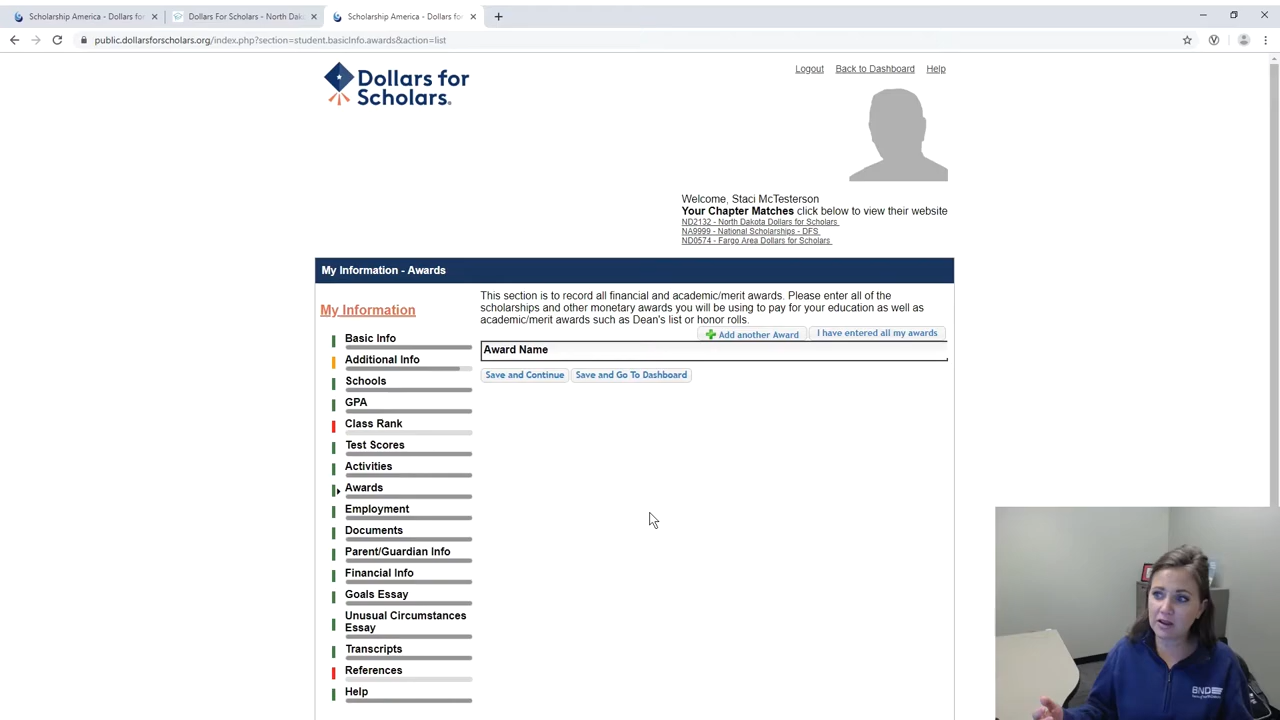 Scholarship America - Dollars for
Dollars For Scholars - North Dak
Scholarship America - Dollars for
public.dollarsforscholars.org/index.php?section=student.basicInfo.awards&action=list
Logout Back to Dashboard Help
Dollars for
Scholars.
Welcome, Staci McTesterson
Your Chapter Matches click below to view their website
ND2132 - North Dakota Dollars for Scholars
NA9999 - National Scholarships - DFS
ND0574 - Fargo Area Dollars for Scholars
My Information - Awards
My Information
Basic Info
Additional Info
Schools
GPA
Class Rank
Test Scores
Activities
Awards
Employment
Documents
Parent/Guardian Info
Financial Info
Goals Essay
Unusual Circumstances
Essay
Transcripts
References
Help
This section is to record all financial and academic/merit awards. Please enter all of the
scholarships and other monetary awards you will be using to pay for your education as well as
academic/merit awards such as Dean's list or honor rolls.
Add another Award I have entered all my awards
Award Name
Save and Continue Save and Go To Dashboard
BND